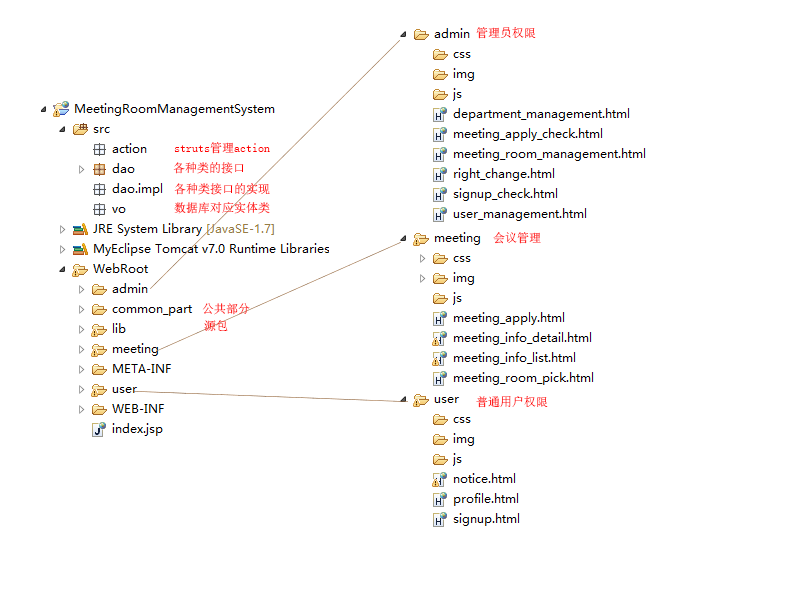 MeetingRoomManagementSystem
src
action struts管理action
dao 各种类的接口
dao.impl 各种类接口的实现
vo 数据库对应实体类
JRE System Library [JavaSE-1.7]
MyEclipse Tomcat v7.0 Runtime Libraries
WebRoot
admin
common_part 公共部分
lib 源包
meeting
META-INF
user
WEB-INF
index.jsp
admin 管理员权限
css
img
js
department_management.html
meeting_apply_check.html
meeting_room_management.html
right_change.html
signup_check.html
user_management.html
meeting 会议管理
css
img
js
meeting_apply.html
meeting_info_detail.html
meeting_info_list.html
meeting_room_pick.html
user 普通用户权限
css
img
js
notice.html
profile.html
signup.html